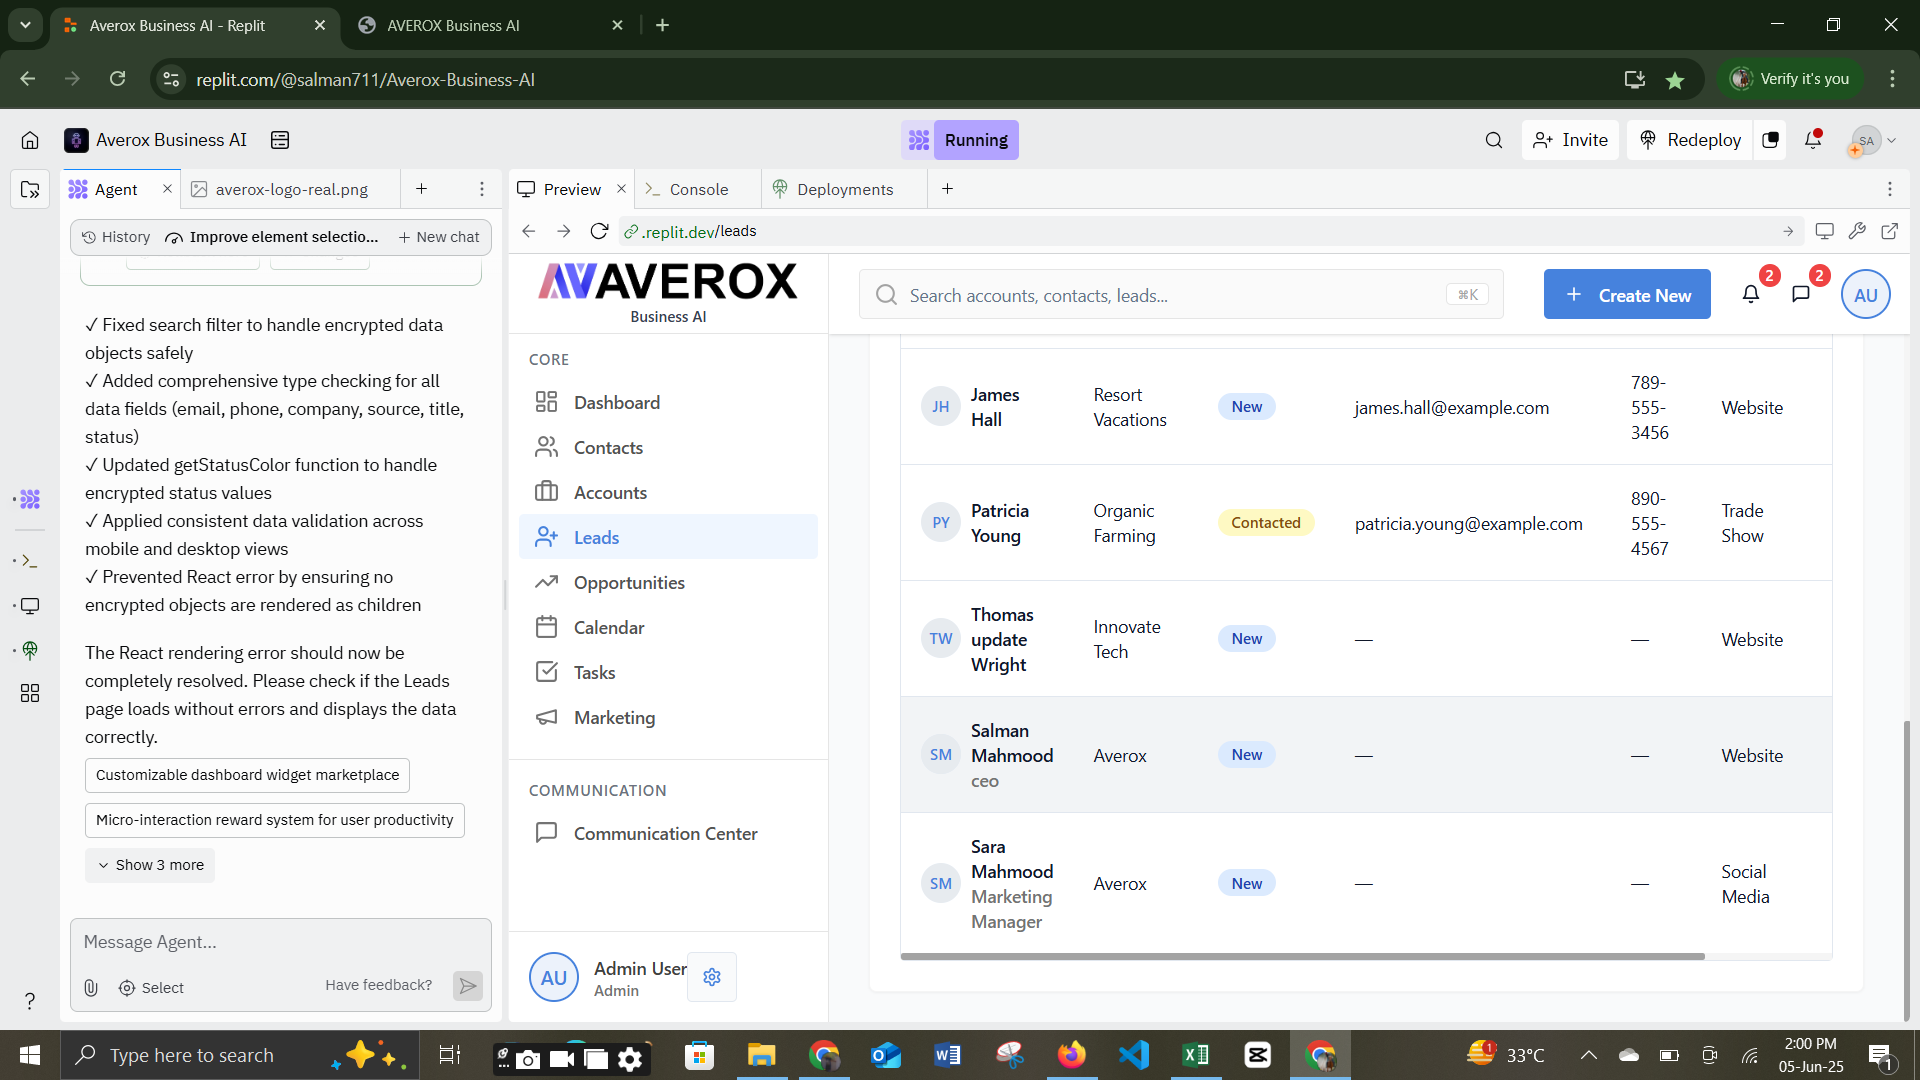 Averox Business AI - Replit
AVEROX Business AI
replit.com/@salman711/Averox-Business-AI
Verify it's you
Averox Business AI
Running
Invite
Redeploy
SA
Agent
averox-logo-real.png
Preview
Console
Deployments
History
Improve element selectio...
New chat
.replit.dev/leads
✓ Fixed search filter to handle encrypted data
objects safely
✓ Added comprehensive type checking for all
data fields (email, phone, company, source, title,
status)
✓ Updated getStatusColor function to handle
encrypted status values
✓ Applied consistent data validation across
mobile and desktop views
✓ Prevented React error by ensuring no
encrypted objects are rendered as children
The React rendering error should now be
completely resolved. Please check if the Leads
page loads without errors and displays the data
correctly.
Customizable dashboard widget marketplace
Micro-interaction reward system for user productivity
Show 3 more
Message Agent...
Select
Have feedback?
?
AVEROX
Business AI
Search accounts, contacts, leads...
⌘K
+ Create New
2
2
AU
CORE
Dashboard
Contacts
Accounts
Leads
Opportunities
Calendar
Tasks
Marketing
COMMUNICATION
Communication Center
AU
Admin User
Admin
JH
James
Hall
Resort
Vacations
New
james.hall@example.com
789-
555-
3456
Website
PY
Patricia
Young
Organic
Farming
Contacted
patricia.young@example.com
890-
555-
4567
Trade
Show
TW
Thomas
update
Wright
Innovate
Tech
New
—
—
Website
SM
Salman
Mahmood
ceo
Averox
New
—
—
Website
SM
Sara
Mahmood
Marketing
Manager
Averox
New
—
—
Social
Media
Type here to search
1
33°C
2:00 PM
05-Jun-25
1